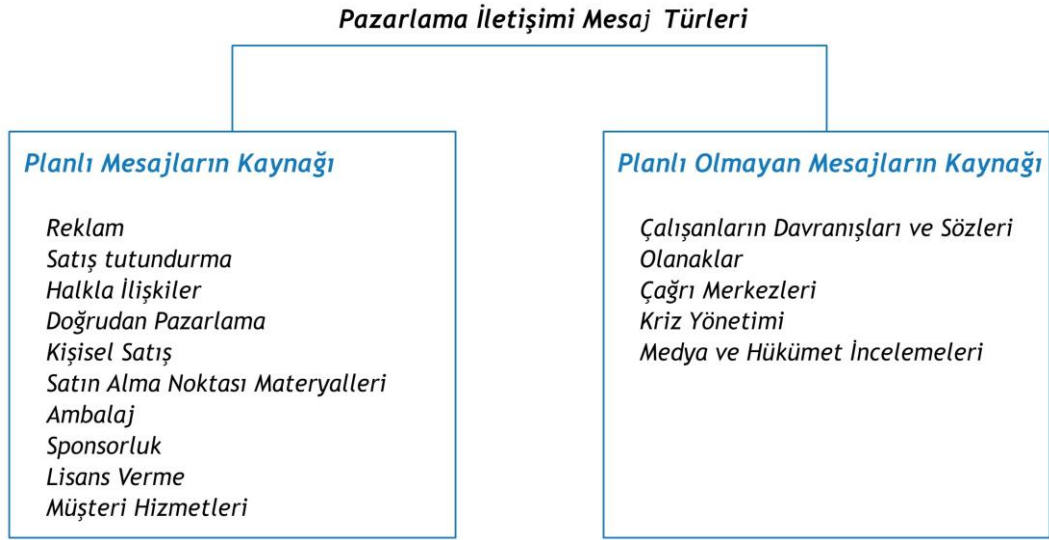 Pazarlama İletişimi Mesaj Türleri
Planlı Mesajların Kaynağı
Reklam
Satış tutundurma
Halkla İlişkiler
Doğrudan Pazarlama
Kişisel Satış
Satın Alma Noktası Materyalleri
Ambalaj
Sponsorluk
Lisans Verme
Müşteri Hizmetleri
Planlı Olmayan Mesajların Kaynağı
Çalışanların Davranışları ve Sözleri
Olanaklar
Çağrı Merkezleri
Kriz Yönetimi
Medya ve Hükümet İncelemeleri